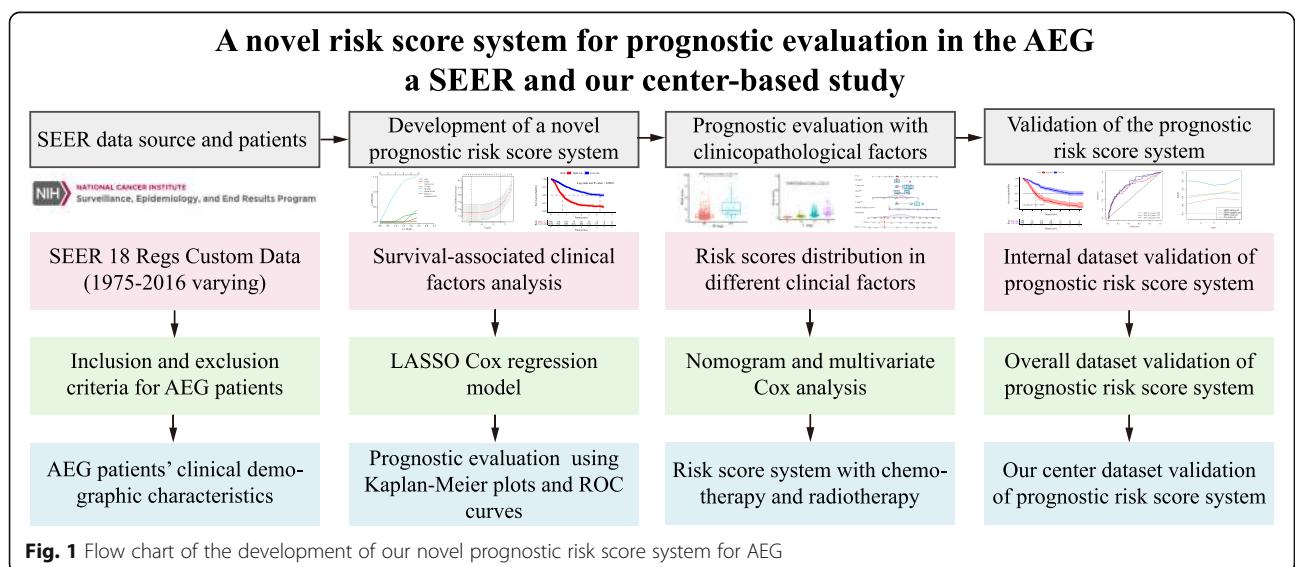 A novel risk score system for prognostic evaluation in the AEG
a SEER and our center-based study
SEER data source and patients
Development of a novel
prognostic risk score system
Prognostic evaluation with
clinicopathological factors
Validation of the prognostic
risk score system
NIH
NATIONAL CANCER INSTITUTE
Surveillance, Epidemiology, and End Results Program
SEER 18 Regs Custom Data
(1975-2016 varying)
Inclusion and exclusion
criteria for AEG patients
AEG patients’ clinical demo-
graphic characteristics
Survival-associated clinical
factors analysis
LASSO Cox regression
model
Prognostic evaluation using
Kaplan-Meier plots and ROC
curves
Risk scores distribution in
different clincial factors
Nomogram and multivariate
Cox analysis
Risk score system with chemo-
therapy and radiotherapy
Internal dataset validation of
prognostic risk score system
Overall dataset validation of
prognostic risk score system
Our center dataset validation
of prognostic risk score system
Fig. 1 Flow chart of the development of our novel prognostic risk score system for AEG